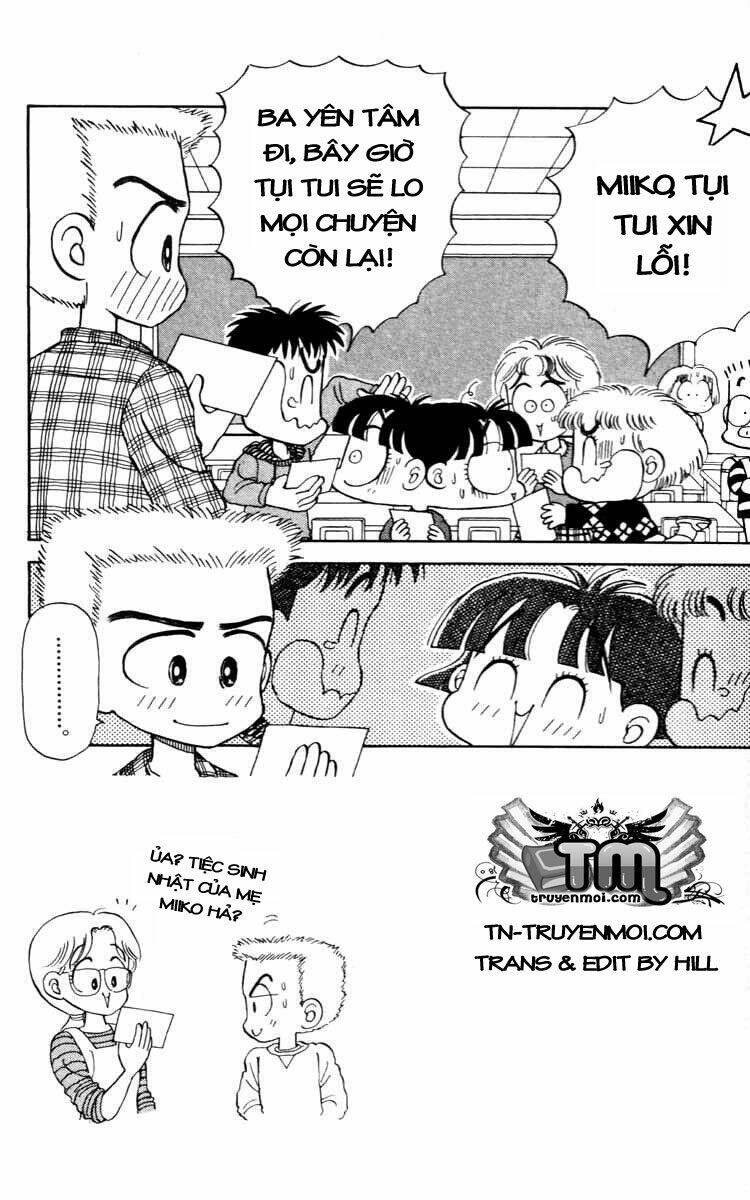 BA YÊN TÂM
ĐI, BÂY GIỜ
TỤI TUI SẼ LO
MỌI CHUYỆN
CÒN LẠI!
MIIKO, TỤI
TUI XIN
LỖI!
..........
ỦA? TIỆC SINH
NHẬT CỦA MẸ
MIIKO HẢ?
TM
truyenmoi.com
TN-TRUYENMOI.COM
TRANS & EDIT BY HILL